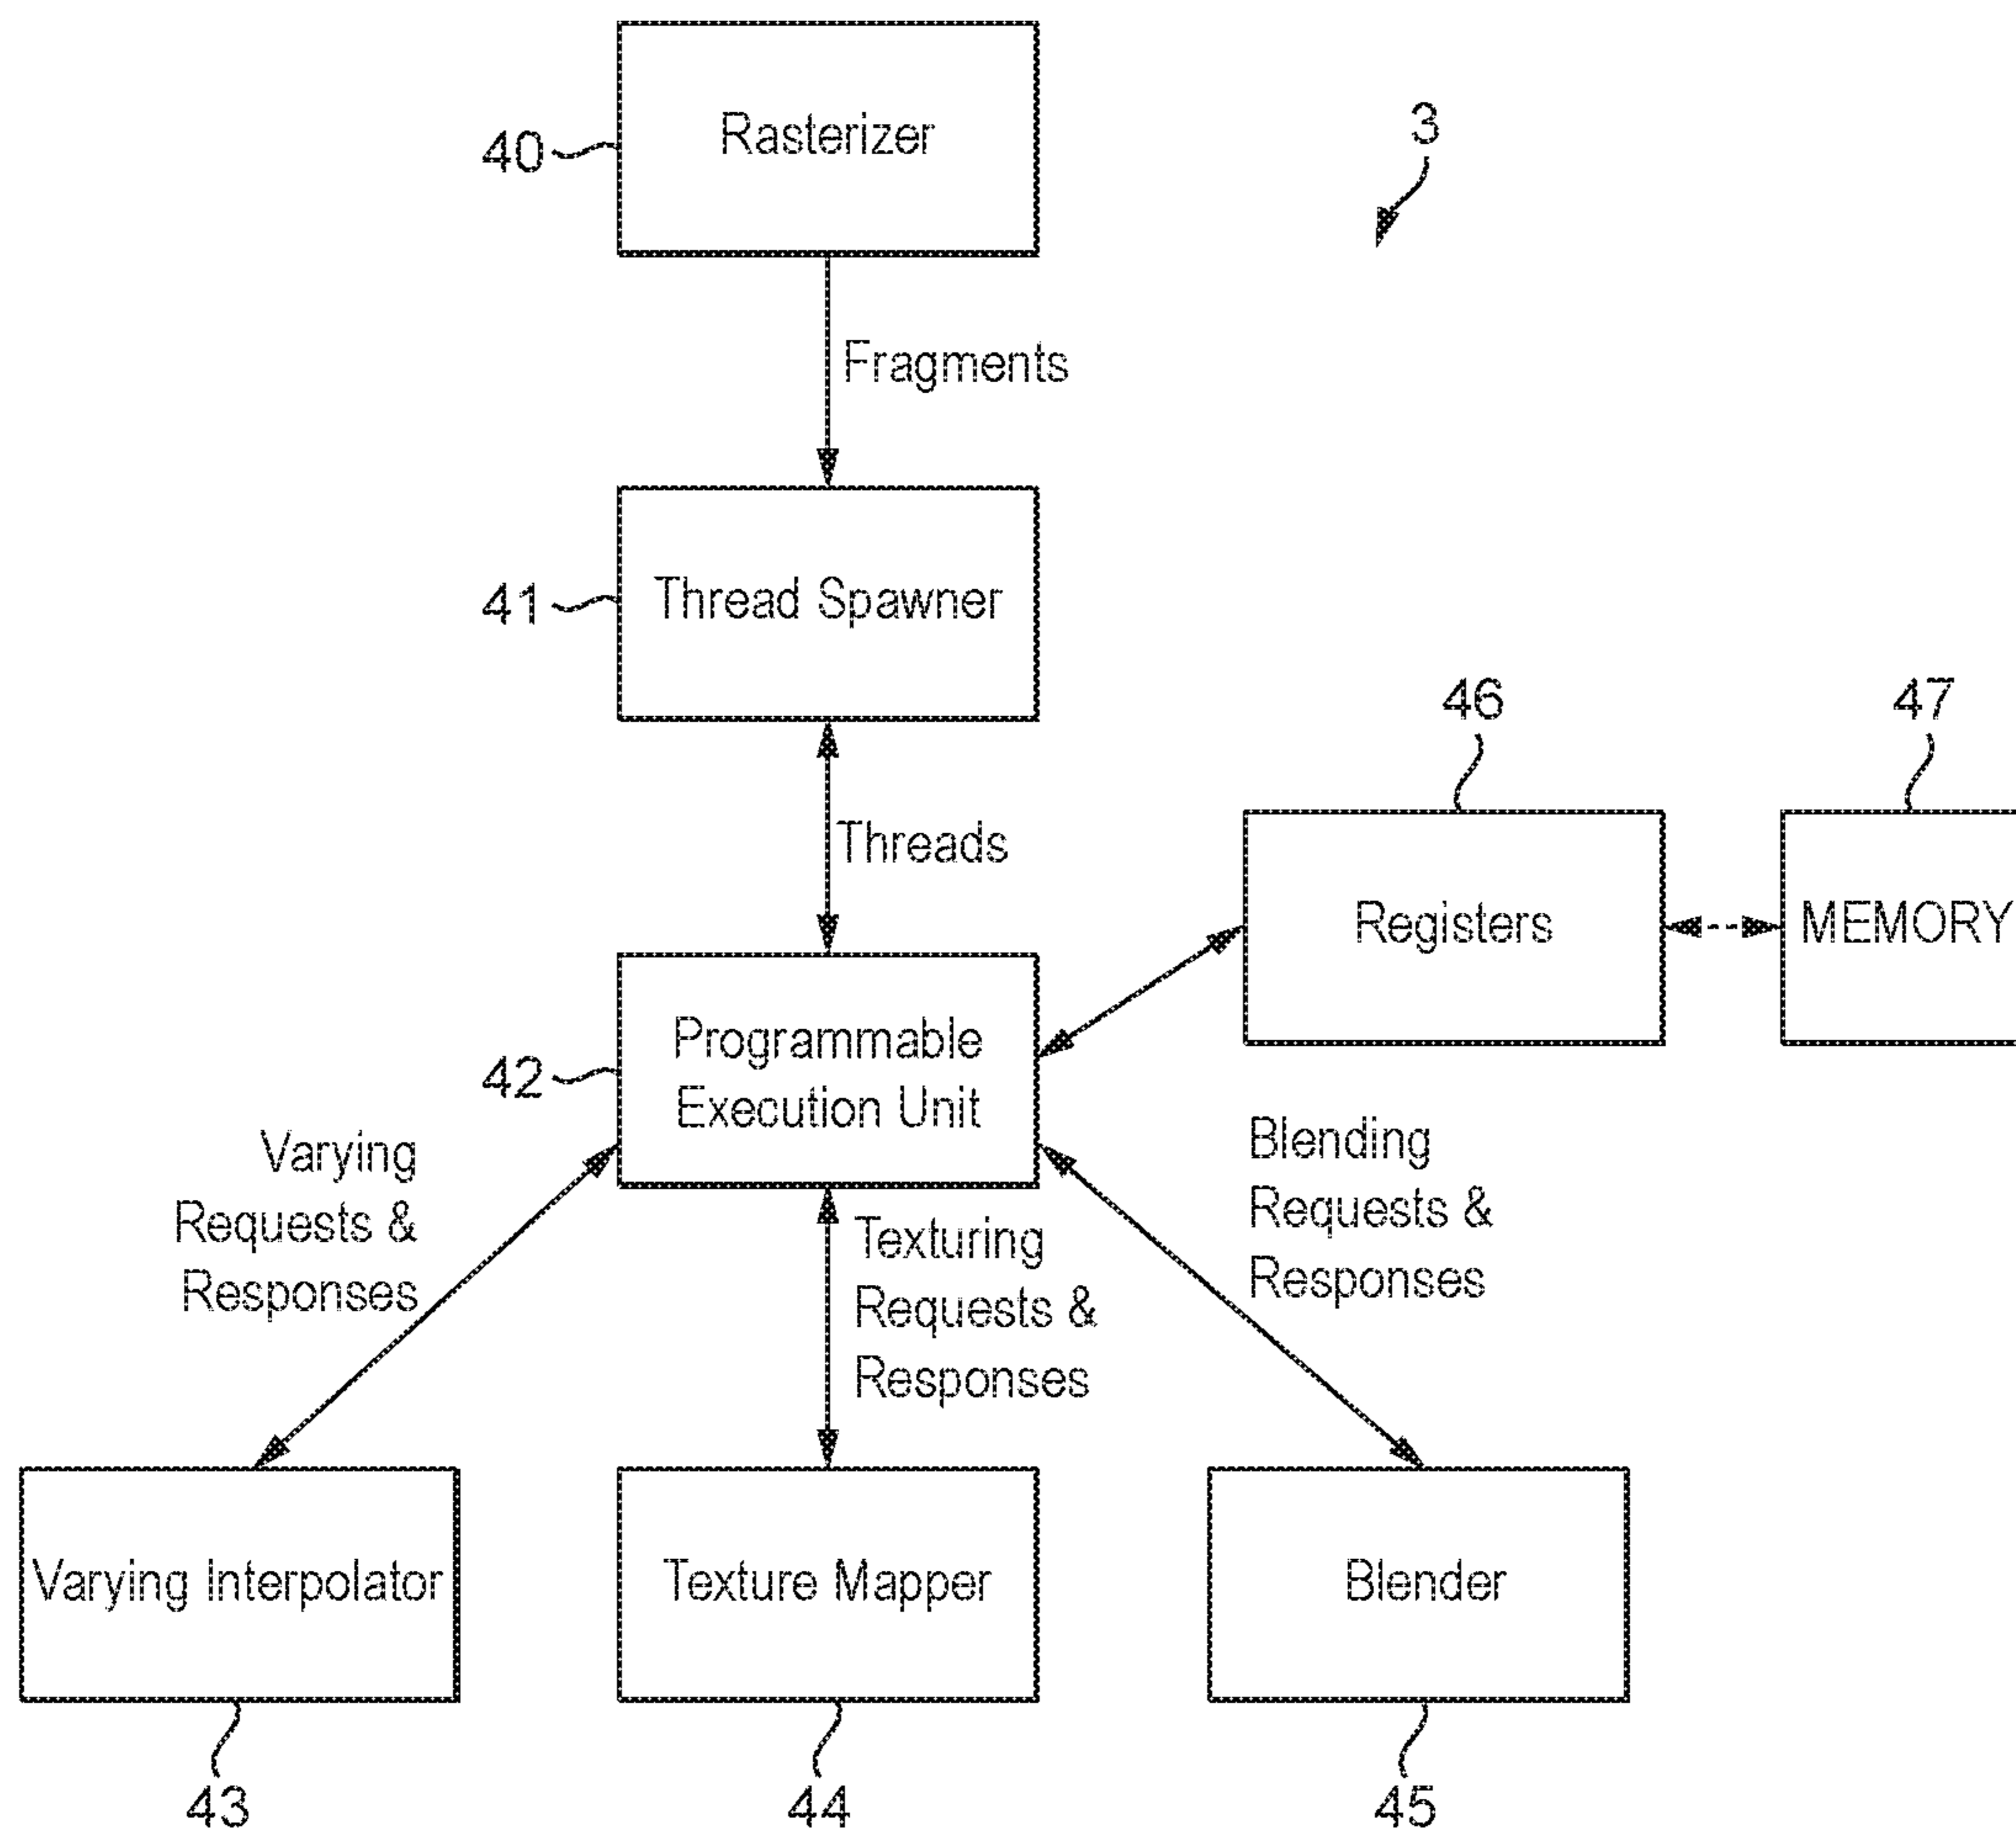 Rasterizer
40
3
Fragments
41
Thread Spawner
46
47
Threads
Registers
MEMORY
42
Programmable
Execution Unit
Varying
Requests &
Responses
Texturing
Requests &
Responses
Blending
Requests &
Responses
Varying Interpolator
Texture Mapper
Blender
43
44
45